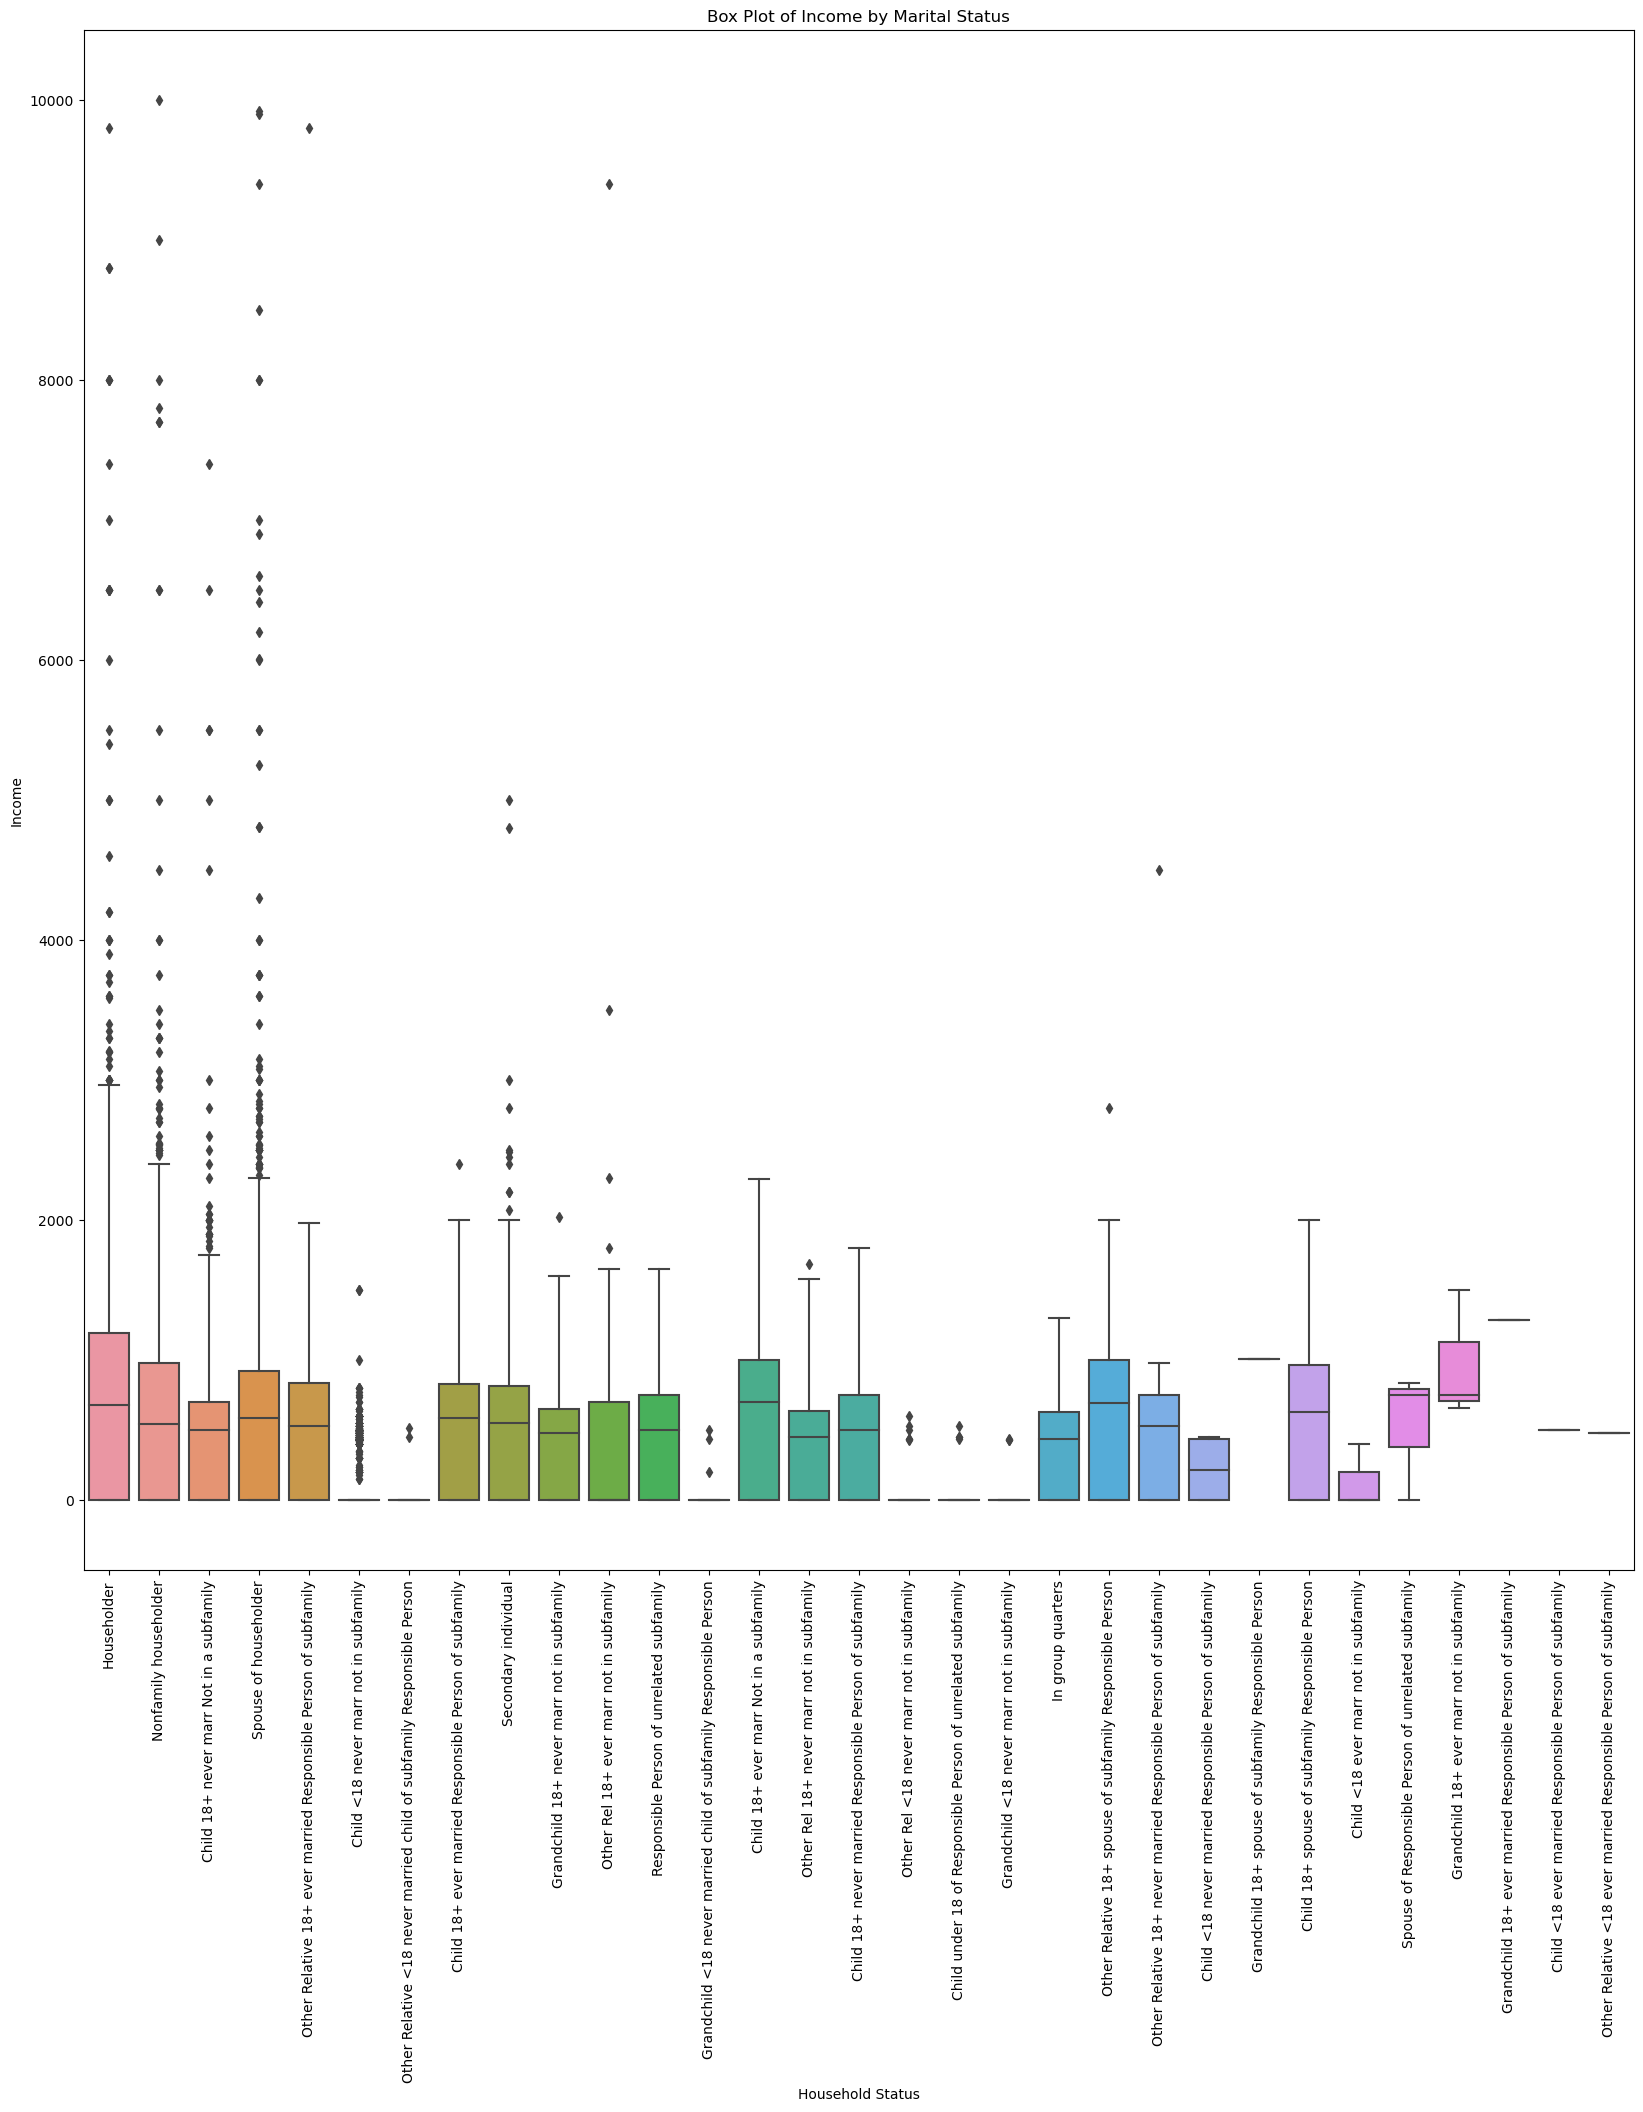 Box Plot of Income by Marital Status
10000
8000
6000
4000
2000
0
Income
Householder
Nonfamily householder
Child 18+ never marr Not in a subfamily
Spouse of householder
Other Relative 18+ ever married Responsible Person of subfamily
Child <18 never marr not in subfamily
Other Relative <18 never married child of subfamily Responsible Person
Child 18+ ever married Responsible Person of subfamily
Secondary individual
Grandchild 18+ never marr not in subfamily
Other Rel 18+ ever marr not in subfamily
Responsible Person of unrelated subfamily
Grandchild <18 never married child of subfamily Responsible Person
Child 18+ ever marr Not in a subfamily
Other Rel 18+ never marr not in subfamily
Child 18+ never married Responsible Person of subfamily
Other Rel <18 never marr not in subfamily
Child under 18 of Responsible Person of unrelated subfamily
Grandchild <18 never marr not in subfamily
In group quarters
Other Relative 18+ spouse of subfamily Responsible Person
Other Relative 18+ never married Responsible Person of subfamily
Child <18 never married Responsible Person of subfamily
Grandchild 18+ spouse of subfamily Responsible Person
Child 18+ spouse of subfamily Responsible Person
Child <18 ever marr not in subfamily
Spouse of Responsible Person of unrelated subfamily
Grandchild 18+ ever marr not in subfamily
Grandchild 18+ ever married Responsible Person of subfamily
Child <18 ever married Responsible Person of subfamily
Other Relative <18 ever married Responsible Person of subfamily
Household Status